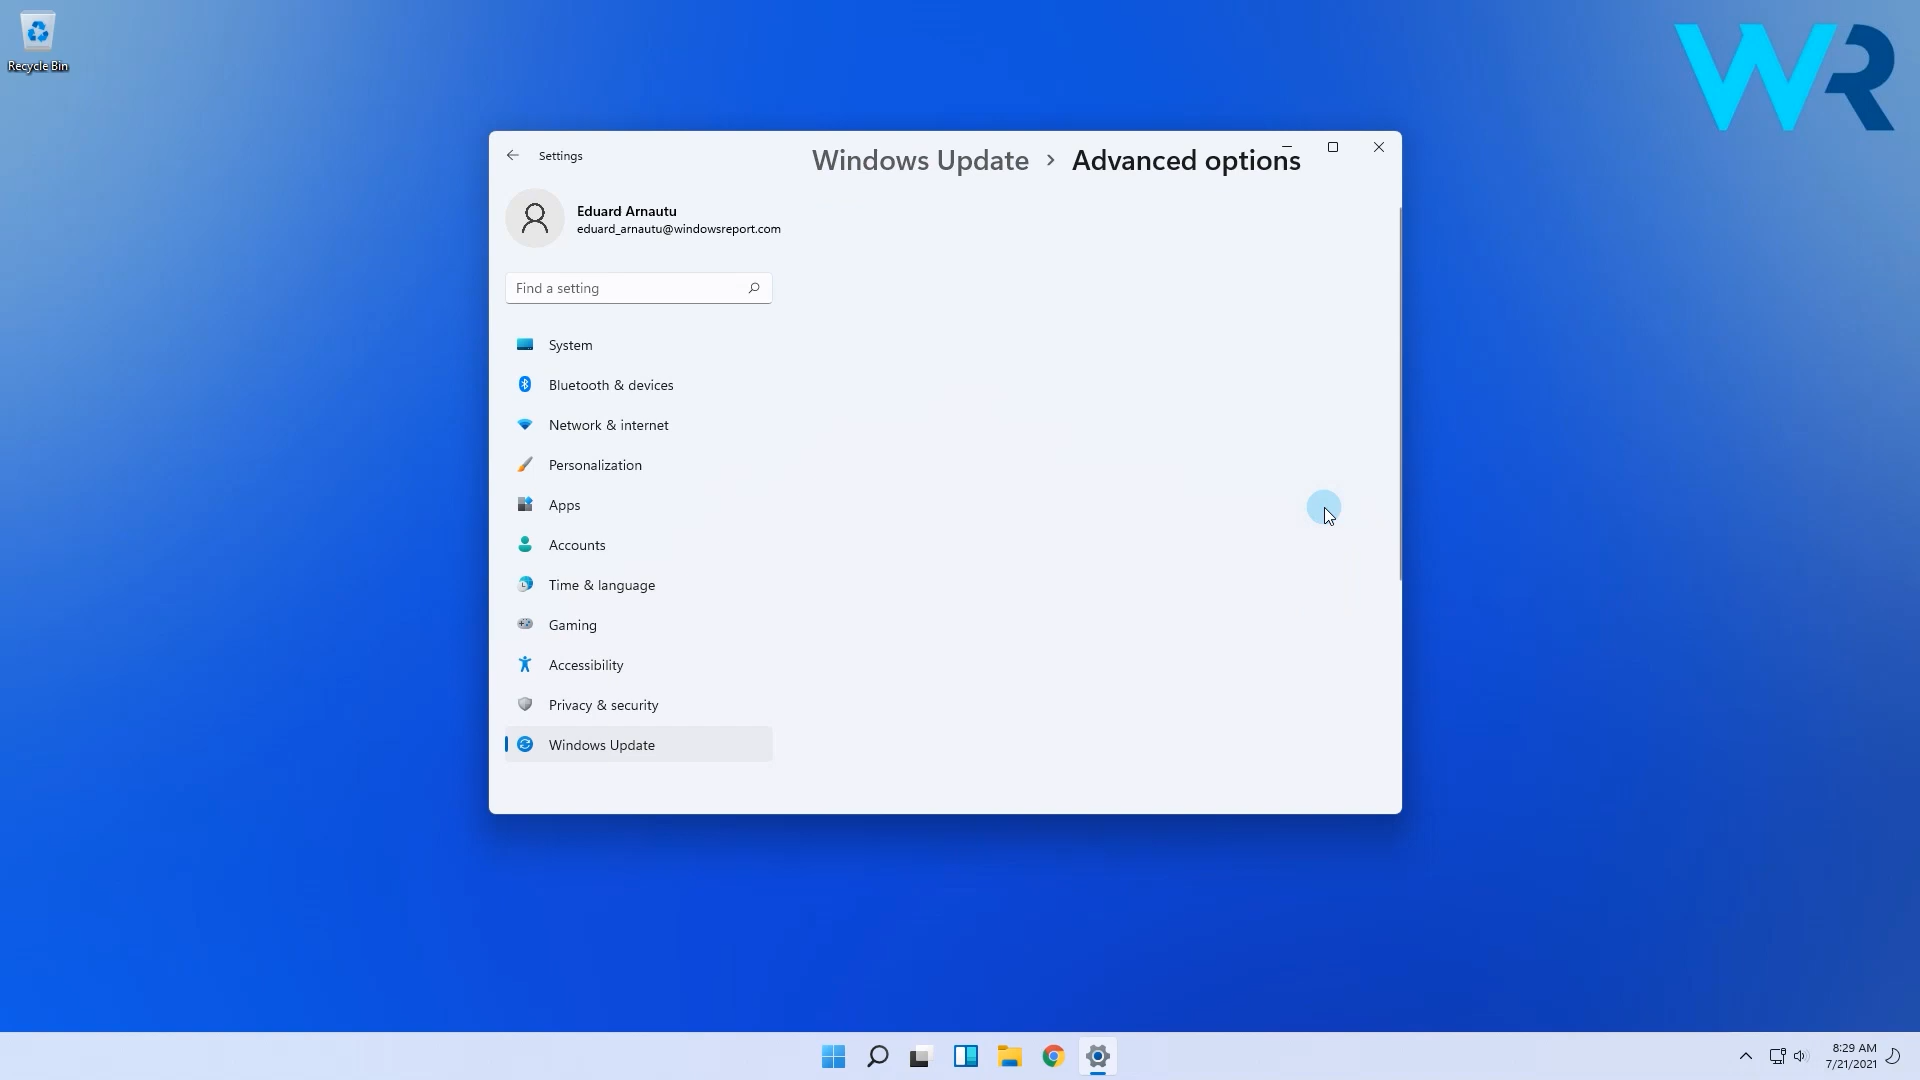 Recycle Bin
WR
Settings
Windows Update > Advanced options
Eduard Arnautu
eduard_arnautu@windowsreport.com
Find a setting
System
Bluetooth & devices
Network & internet
Personalization
Apps
Accounts
Time & language
Gaming
Accessibility
Privacy & security
Windows Update
8:29 AM
7/21/2021